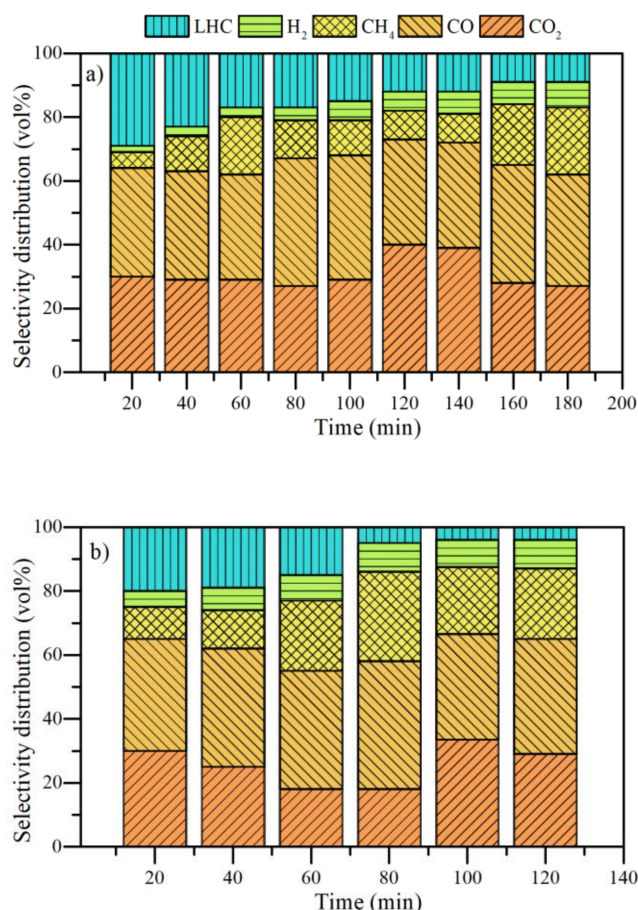 LHC H₂ CH₄ CO CO₂
a)
Selectivity distribution (vol%)
100
80
60
40
20
0
20 40 60 80 100 120 140 160 180 200
Time (min)
b)
Selectivity distribution (vol%)
100
80
60
40
20
0
20 40 60 80 100 120 140
Time (min)